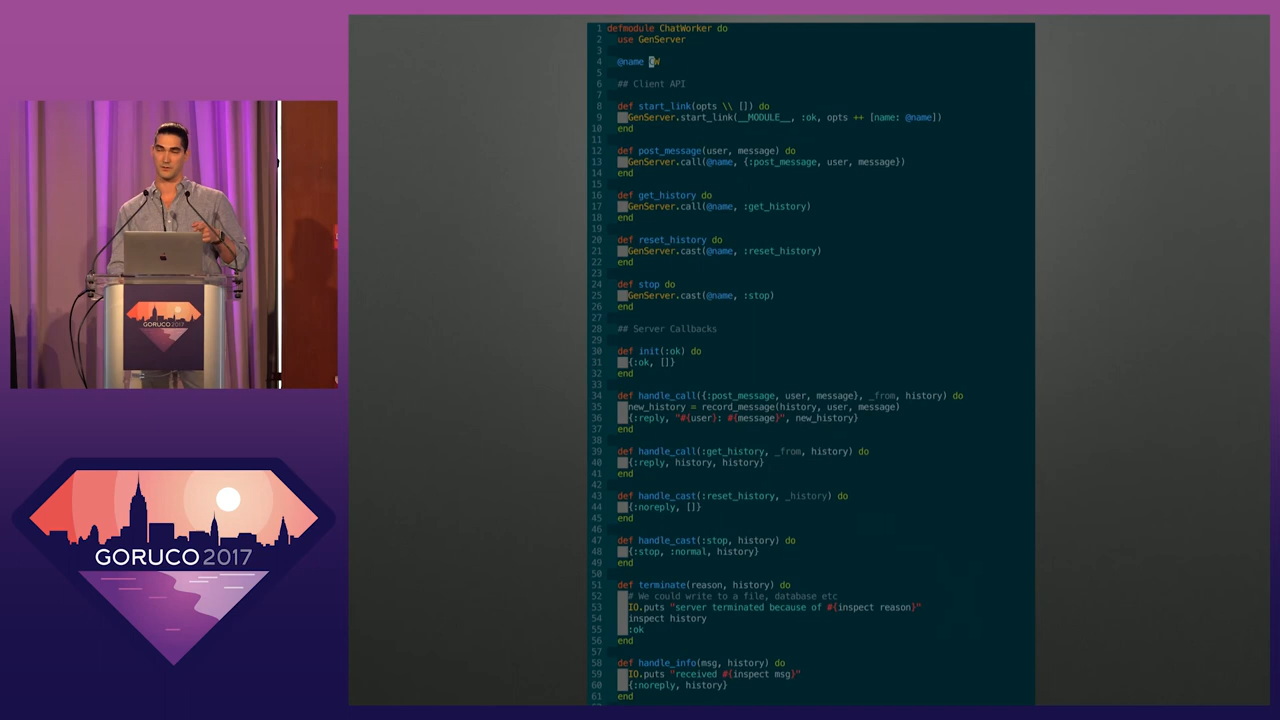 GORUCO 2017
GORUCO 2017
1 defmodule ChatWorker do
2 use GenServer
3
4 @name CW
5
6 ## Client API
7
8 def start_link(opts \\ []) do
9 GenServer.start_link(__MODULE__, :ok, opts ++ [name: @name])
10 end
11
12 def post_message(user, message) do
13 GenServer.call(@name, {:post_message, user, message})
14 end
15
16 def get_history do
17 GenServer.call(@name, :get_history)
18 end
19
20 def reset_history do
21 GenServer.cast(@name, :reset_history)
22 end
23
24 def stop do
25 GenServer.cast(@name, :stop)
26 end
27
28 ## Server Callbacks
29
30 def init(:ok) do
31 {:ok, []}
32 end
33
34 def handle_call({:post_message, user, message}, _from, history) do
35 new_history = record_message(history, user, message)
36 {:reply, "#{user}: #{message}", new_history}
37 end
38
39 def handle_call(:get_history, _from, history) do
40 {:reply, history, history}
41 end
42
43 def handle_cast(:reset_history, _history) do
44 {:noreply, []}
45 end
46
47 def handle_cast(:stop, history) do
48 {:stop, :normal, history}
49 end
50
51 def terminate(reason, history) do
52 # We could write to a file, database etc
53 IO.puts "server terminated because of #{inspect reason}"
54 inspect history
55 :ok
56 end
57
58 def handle_info(msg, history) do
59 IO.puts "received #{inspect msg}"
60 {:noreply, history}
61 end